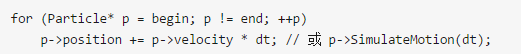 for (Particle* p = begin; p != end; ++p)
    p->position += p->velocity * dt; // 或 p->SimulateMotion(dt);